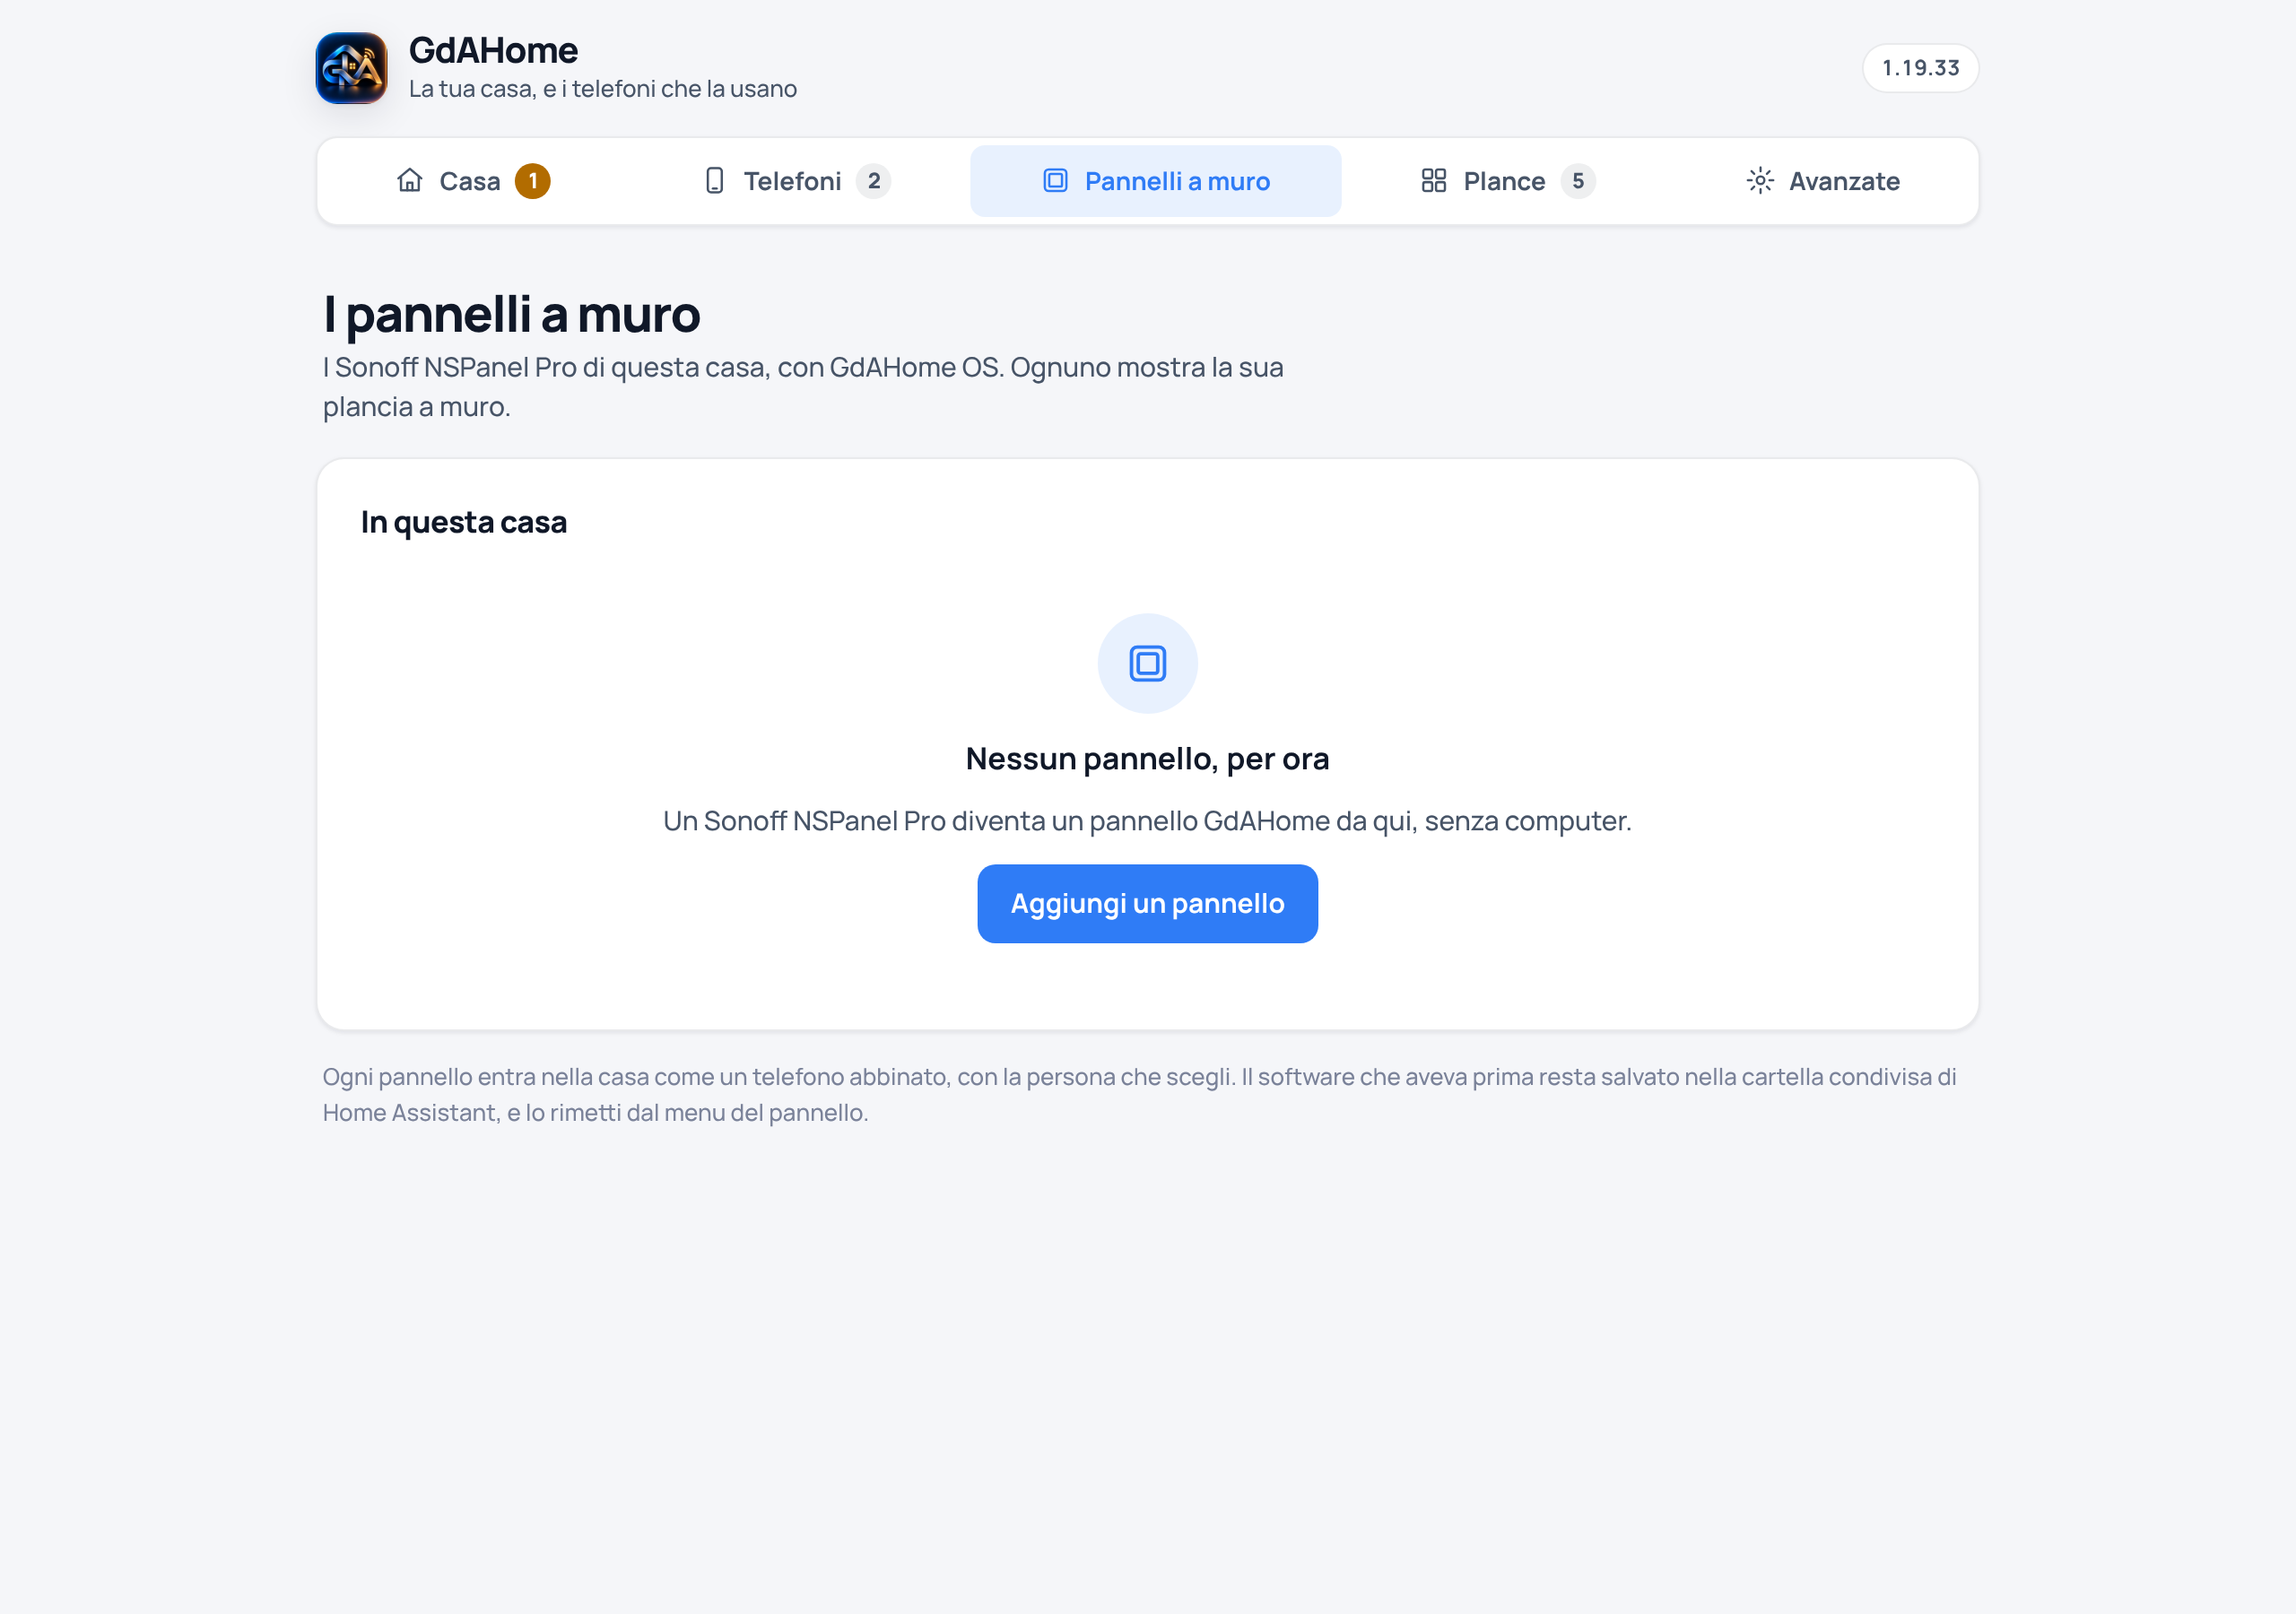 GdAHome
La tua casa, e i telefoni che la usano
1.19.33
Casa 1
Telefoni 2
Pannelli a muro
Plance 5
Avanzate
I pannelli a muro
I Sonoff NSPanel Pro di questa casa, con GdAHome OS. Ognuno mostra la sua
plancia a muro.
In questa casa
Nessun pannello, per ora
Un Sonoff NSPanel Pro diventa un pannello GdAHome da qui, senza computer.
Aggiungi un pannello
Ogni pannello entra nella casa come un telefono abbinato, con la persona che scegli. Il software che aveva prima resta salvato nella cartella condivisa di
Home Assistant, e lo rimetti dal menu del pannello.